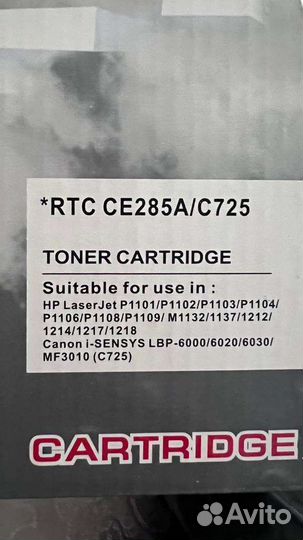 *RTC CE285A/C725
TONER CARTRIDGE
Suitable for use in :
HP LaserJet P1101/P1102/P1103/P1104/
P1106/P1108/P1109/ M1132/1137/1212/
1214/1217/1218
Canon i-SENSYS LBP-6000/6020/6030/
MF3010 (C725)
CARTRIDGE
Avito